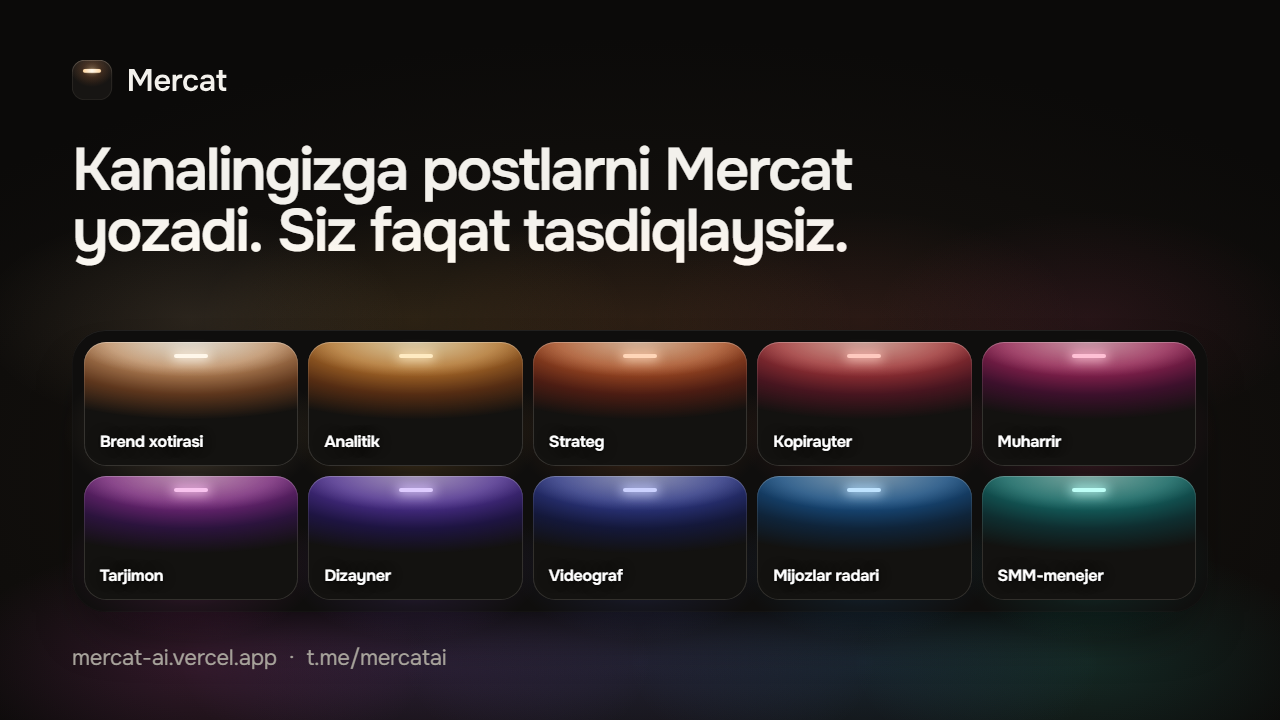 Mercat
Kanalingizga postlarni Mercat
yozadi. Siz faqat tasdiqlaysiz.
Brend xotirasi
Analitik
Strateg
Kopirayter
Muharrir
Tarjimon
Dizayner
Videograf
Mijozlar radari
SMM-menejer
mercat-ai.vercel.app · t.me/mercatai